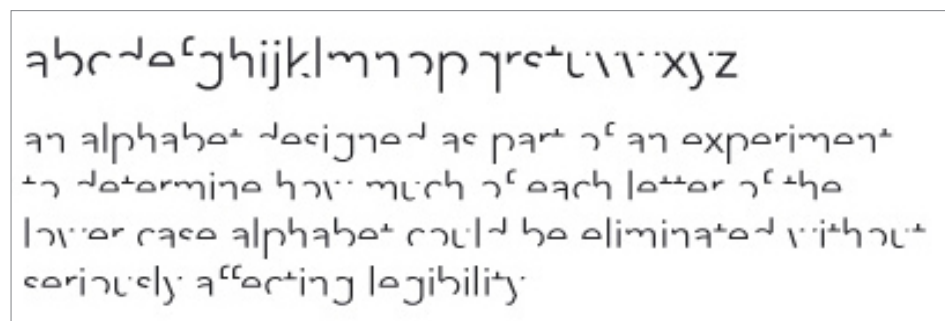 abcdefghijklmnopqrstuvwxyz
an alphabet designed as part of an experiment
to determine how much of each letter of the
lower case alphabet could be eliminated without
seriously affecting legibility